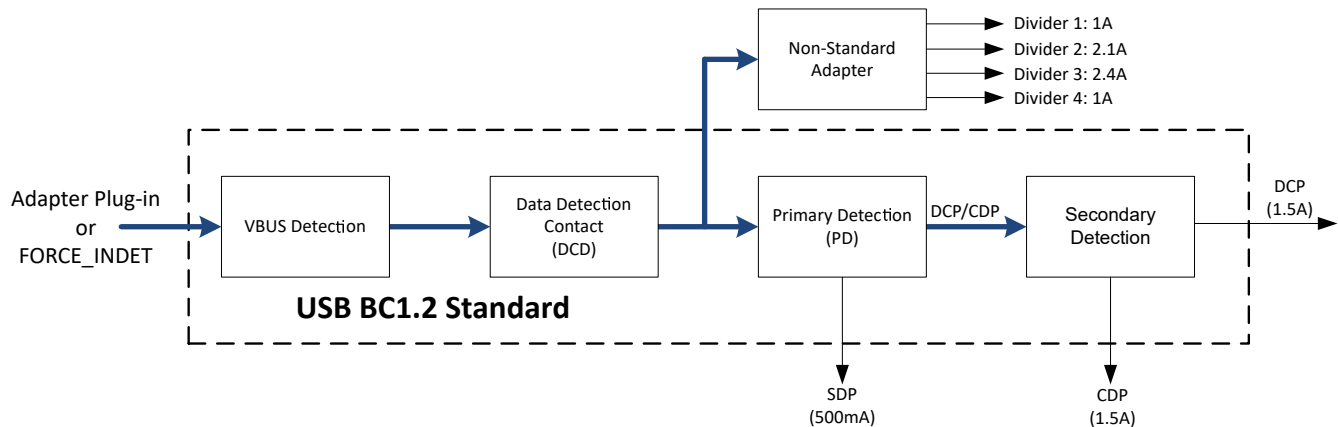 Non-Standard
Adapter
Divider 1: 1A
Divider 2: 2.1A
Divider 3: 2.4A
Divider 4: 1A
Adapter Plug-in
or
FORCE_INDET
VBUS Detection
Data Detection
Contact
(DCD)
Primary Detection
(PD)
DCP/CDP
Secondary
Detection
DCP
(1.5A)
USB BC1.2 Standard
SDP
(500mA)
CDP
(1.5A)